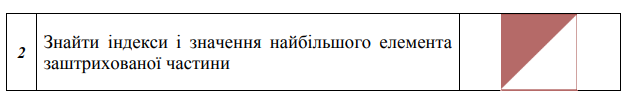 2
Знайти індекси і значення найбільшого елемента
заштрихованої частини